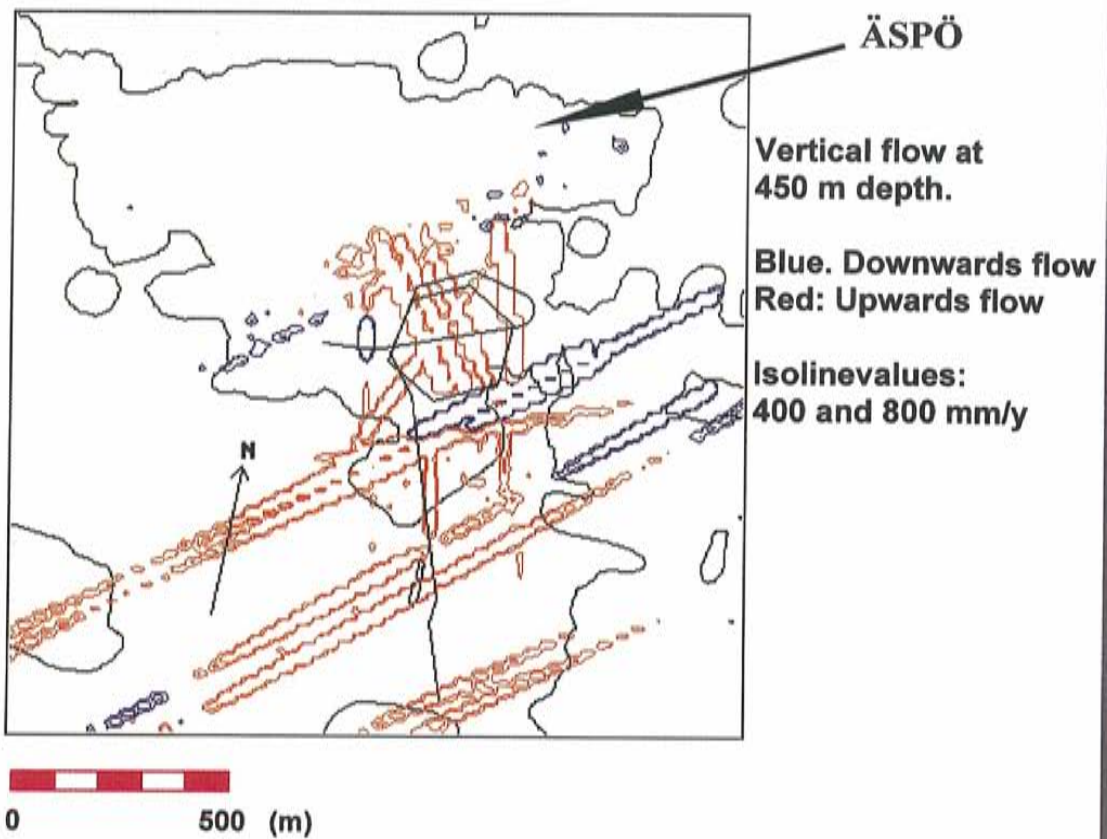 ÄSPÖ
Vertical flow at
450 m depth.
Blue. Downwards flow
Red: Upwards flow
Isolinevalues:
400 and 800 mm/y
N
0 500 (m)